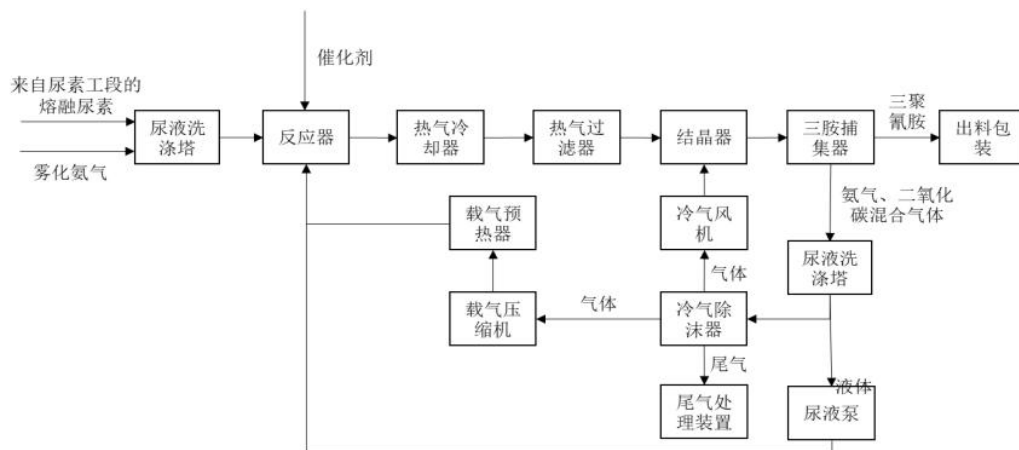 催化剂
来自尿素工段的
熔融尿素
雾化氨气
尿液洗
涤塔
反应器
热气冷
却器
热气过
滤器
结晶器
三胺捕
集器
三聚
氰胺
出料包
装
氨气、二氧化
碳混合气体
载气预
热器
冷气风
机
尿液洗
涤塔
气体
载气压
缩机
气体
冷气除
沫器
尾气
液体
尾气处
理装置
尿液泵